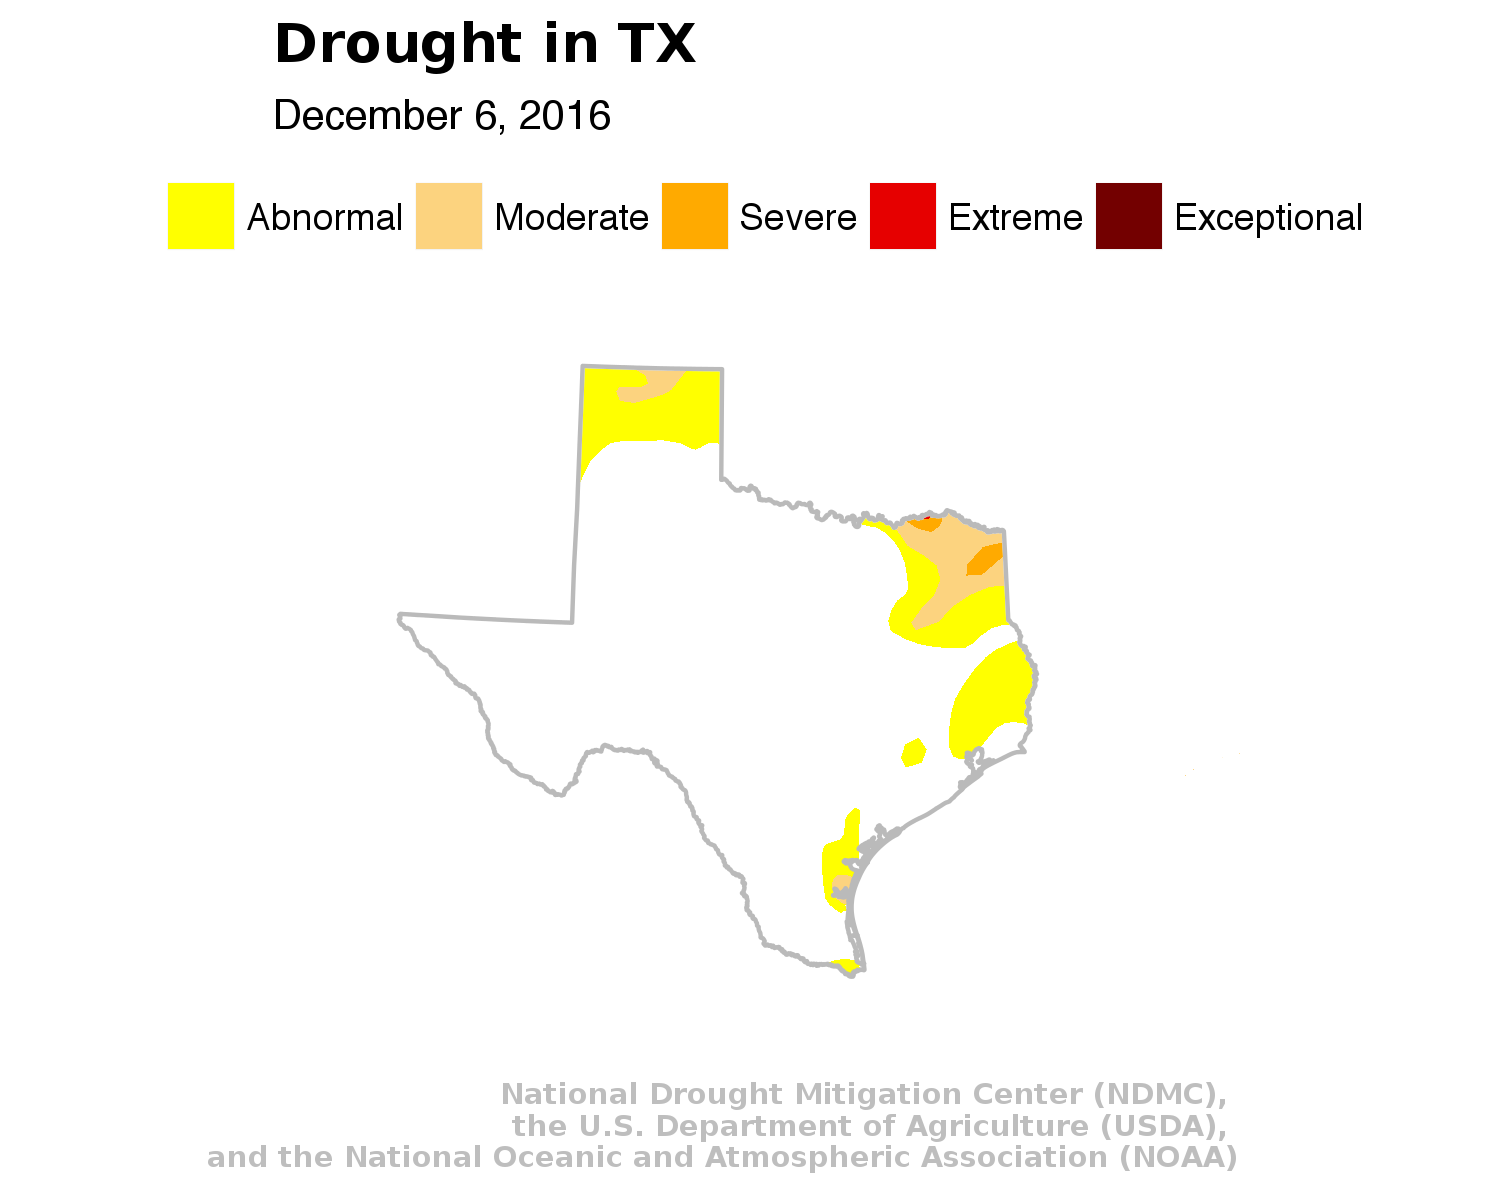 Drought in TX
December 6, 2016
Abnormal Moderate Severe Extreme Exceptional
National Drought Mitigation Center (NDMC),
the U.S. Department of Agriculture (USDA),
and the National Oceanic and Atmospheric Association (NOAA)